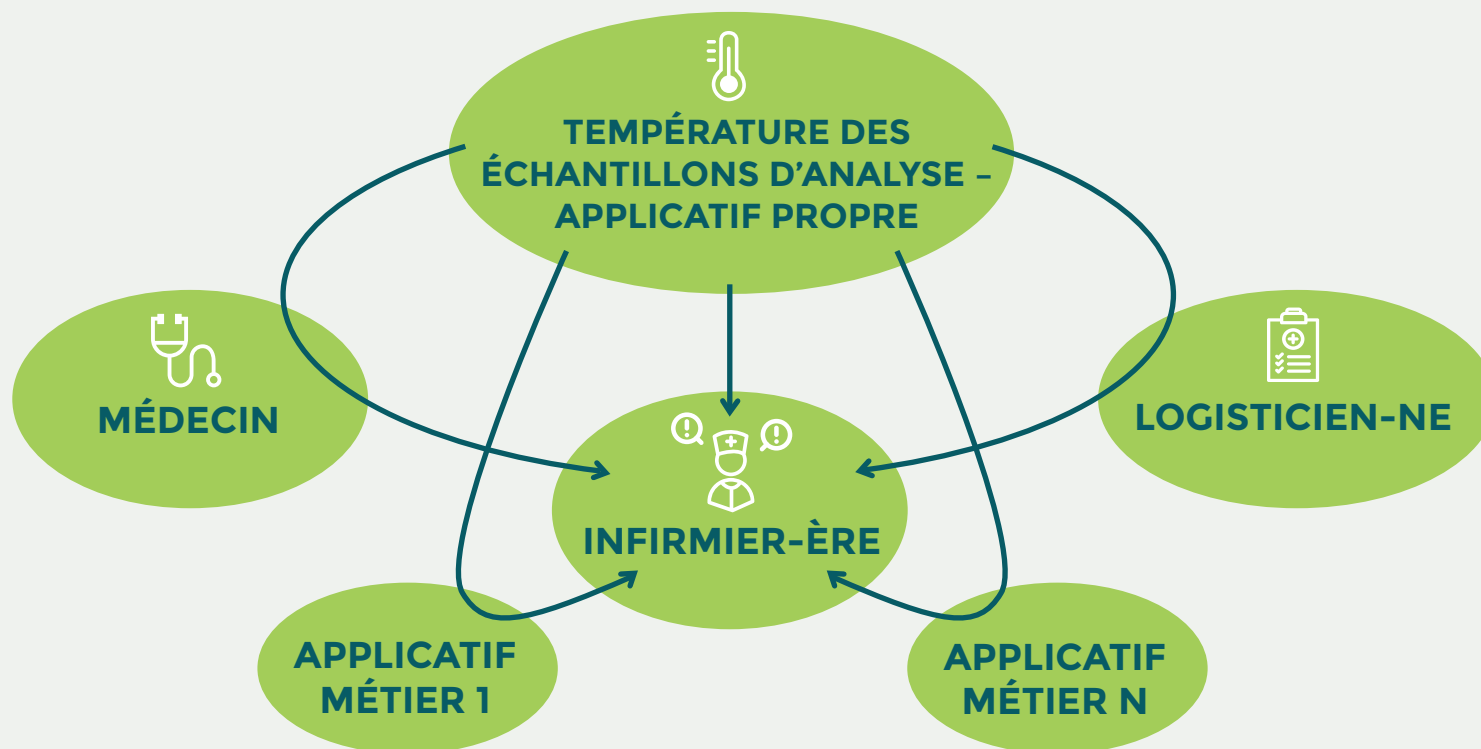 TEMPÉRATURE DES
ÉCHANTILLONS D’ANALYSE –
APPLICATIF PROPRE
MÉDECIN
LOGISTICIEN-NE
INFIRMIER-ÈRE
APPLICATIF
MÉTIER 1
APPLICATIF
MÉTIER N